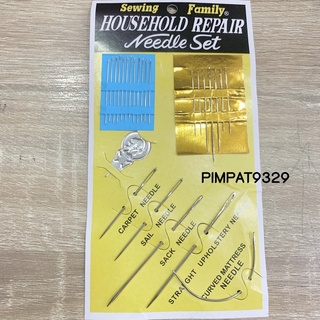 Sewing Family®
HOUSEHOLD REPAIR
Needle Set
PIMPAT9329
CARPET NEEDLE
SAIL NEEDLE
SACK NEEDLE
STRAIGHT UPHOLSTERY NE
CURVED MATTRESS
NEEDLE